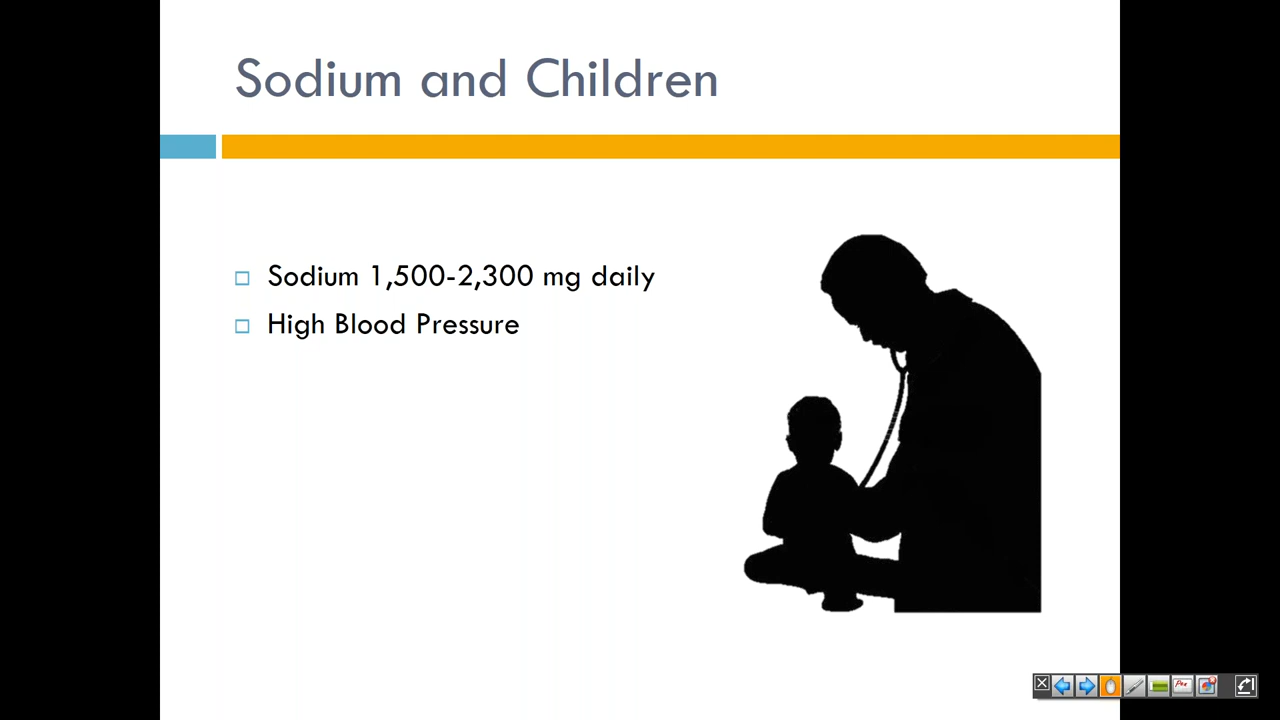 Sodium and Children
Sodium 1,500-2,300 mg daily
High Blood Pressure